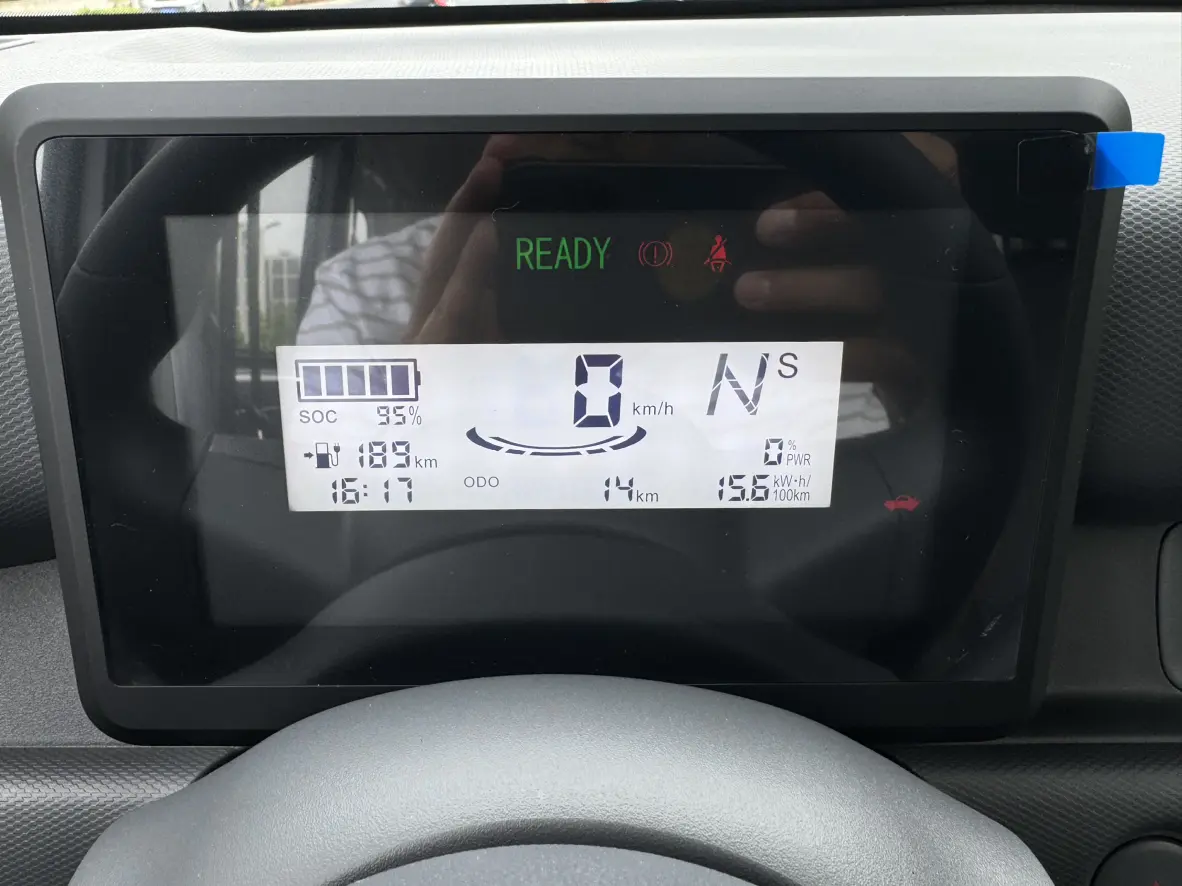 READY
0 km/h
N S
SOC 95%
189 km
0 % PWR
16:17
ODO 14 km
15.6 kW·h/100km